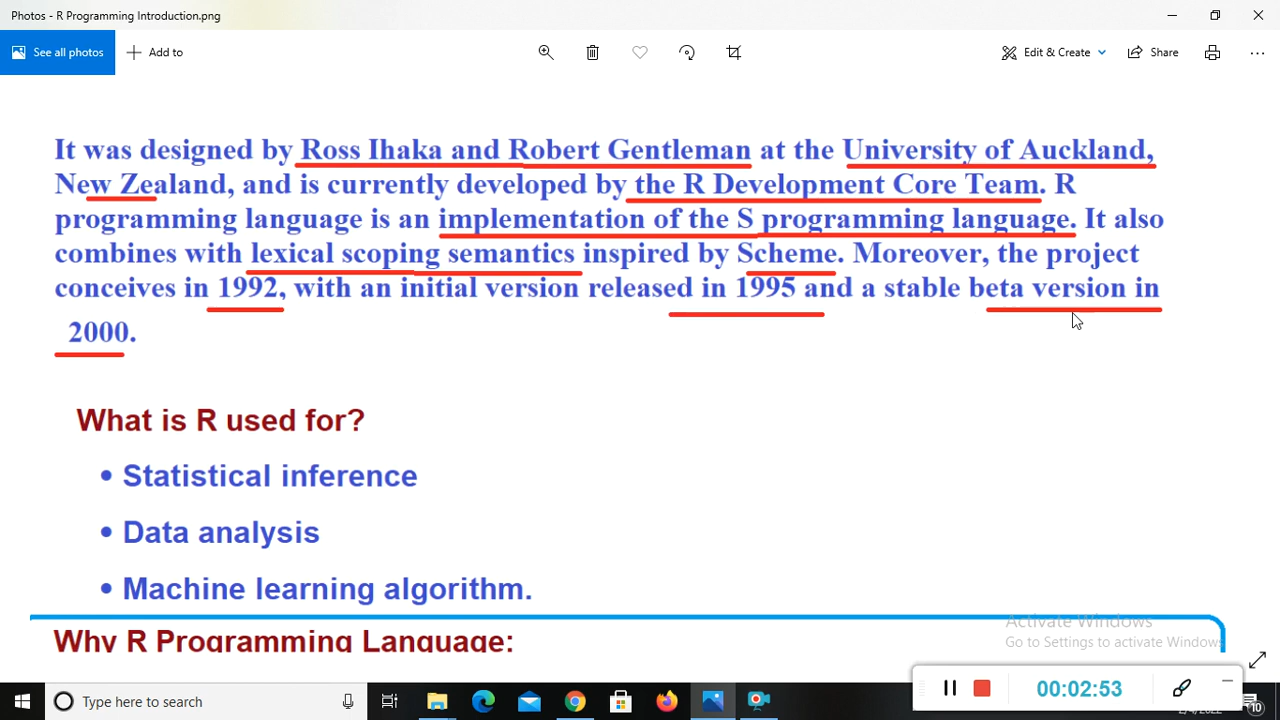 Photos - R Programming Introduction.png
See all photos
Add to
Edit & Create
Share
It was designed by Ross Ihaka and Robert Gentleman at the University of Auckland,
New Zealand, and is currently developed by the R Development Core Team. R
programming language is an implementation of the S programming language. It also
combines with lexical scoping semantics inspired by Scheme. Moreover, the project
conceives in 1992, with an initial version released in 1995 and a stable beta version in
2000.
What is R used for?
• Statistical inference
• Data analysis
• Machine learning algorithm.
Why R Programming Language:
Activate Windows
Go to Settings to activate Windows
00:02:53
Type here to search
10